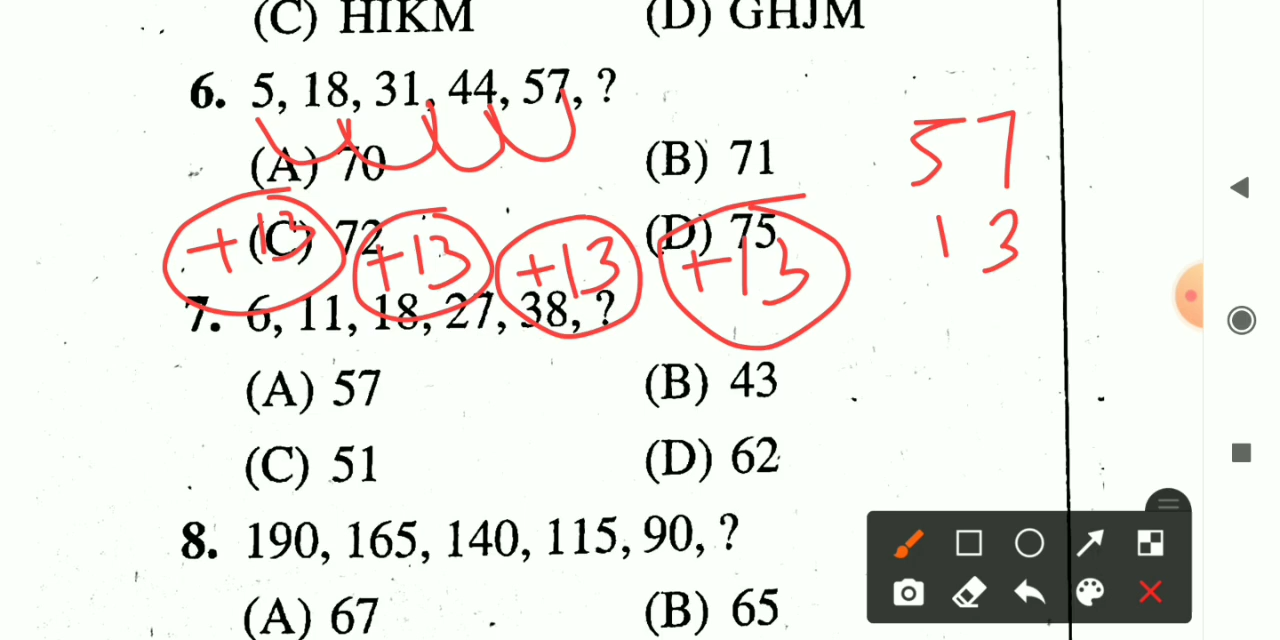 (C) HIKM (D) GHJM
6. 5, 18, 31, 44, 57, ?
(A) 70 (B) 71 57
(C) 72 (D) 75 13
+13 +13 +13 +13
7. 6, 11, 18, 27, 38, ?
(A) 57 (B) 43
(C) 51 (D) 62
8. 190, 165, 140, 115, 90, ?
(A) 67 (B) 65